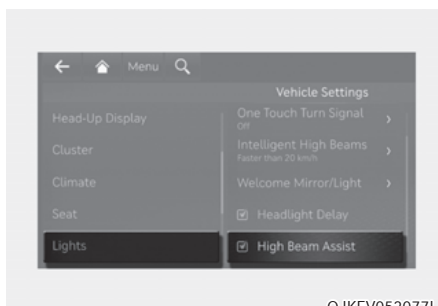 Menu
Vehicle Settings
Head-Up Display
Cluster
Climate
Seat
Lights
One Touch Turn Signal
Off
Intelligent High Beams
Faster than 20 km/h
Welcome Mirror/Light
Headlight Delay
High Beam Assist